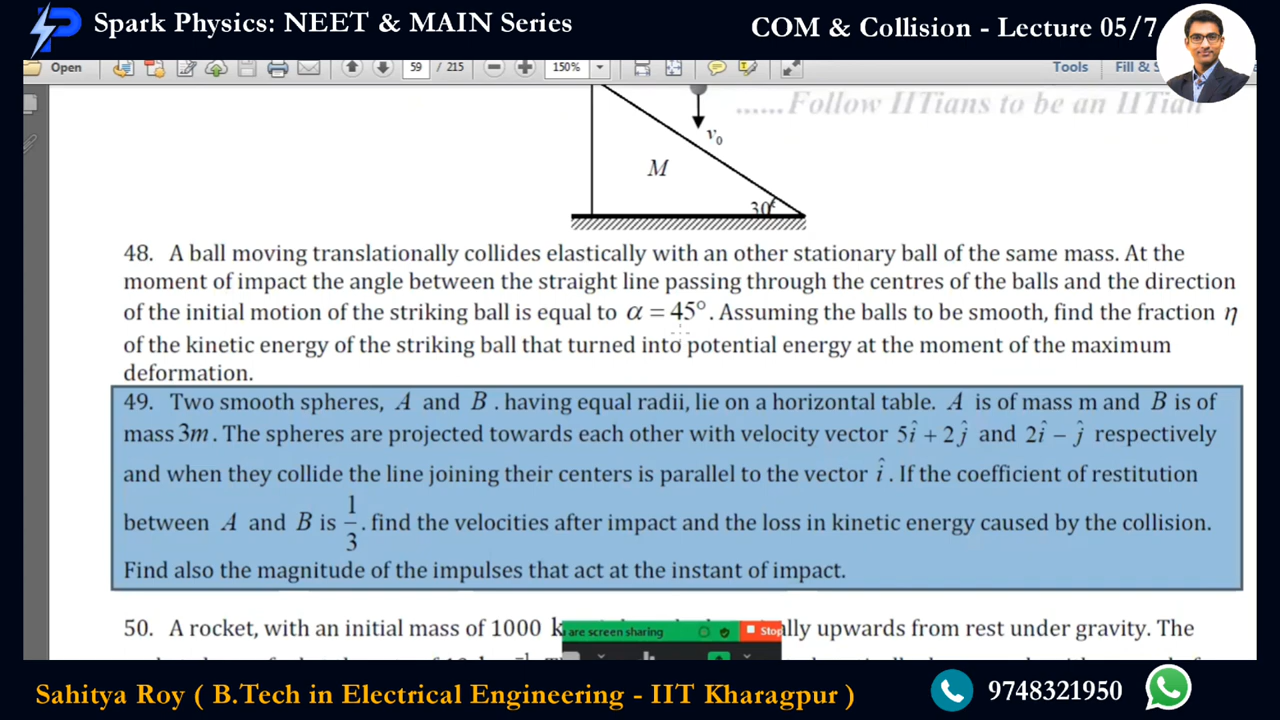 Spark Physics: NEET & MAIN Series
COM & Collision - Lecture 05/7
Open
59 / 215
150%
Tools
Fill & S
......Follow IITians to be an IITian
v₀
M
30°
48. A ball moving translationally collides elastically with an other stationary ball of the same mass. At the
moment of impact the angle between the straight line passing through the centres of the balls and the direction
of the initial motion of the striking ball is equal to α = 45°. Assuming the balls to be smooth, find the fraction η
of the kinetic energy of the striking ball that turned into potential energy at the moment of the maximum
deformation.
49. Two smooth spheres, A and B . having equal radii, lie on a horizontal table. A is of mass m and B is of
mass 3m. The spheres are projected towards each other with velocity vector 5î + 2ĵ and 2î − ĵ respectively
and when they collide the line joining their centers is parallel to the vector î. If the coefficient of restitution
between A and B is 1/3. find the velocities after impact and the loss in kinetic energy caused by the collision.
Find also the magnitude of the impulses that act at the instant of impact.
50. A rocket, with an initial mass of 1000 k
are screen sharing
Stop
ally upwards from rest under gravity. The
Sahitya Roy ( B.Tech in Electrical Engineering - IIT Kharagpur )
9748321950